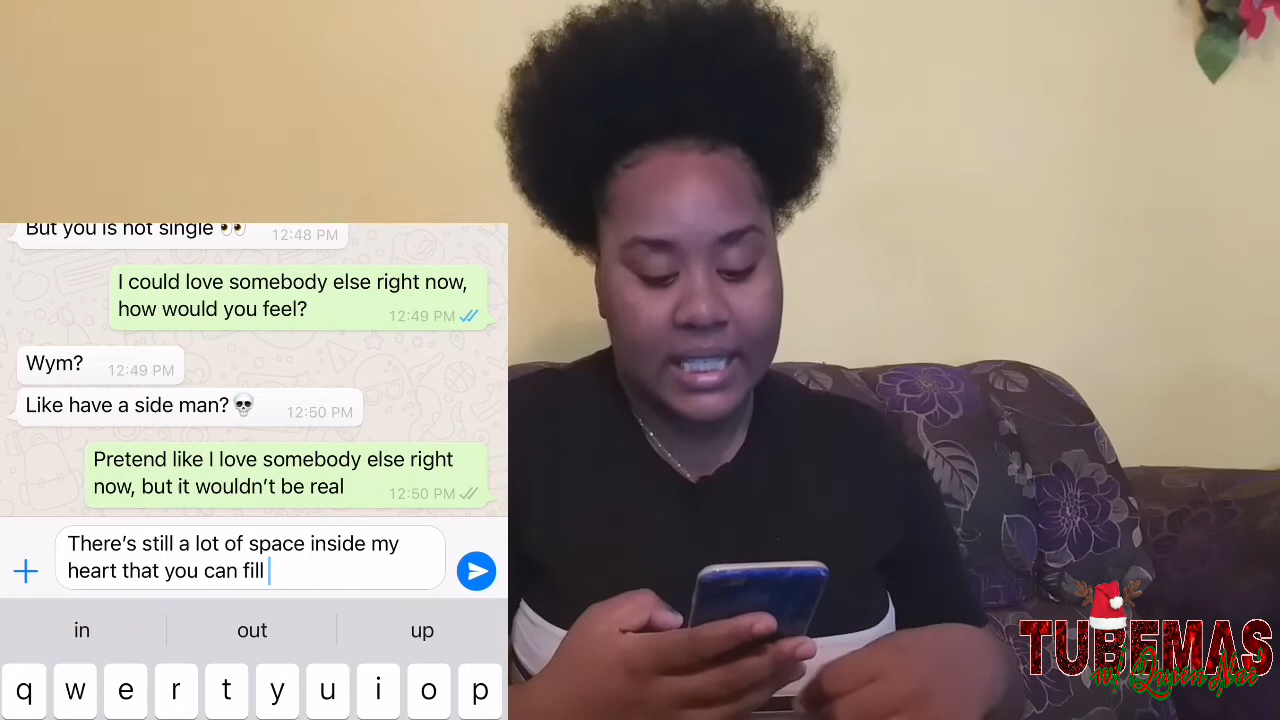 But you is not single 👀 12:48 PM
I could love somebody else right now,
how would you feel? 12:49 PM
Wym? 12:49 PM
Like have a side man?💀 12:50 PM
Pretend like I love somebody else right
now, but it wouldn't be real 12:50 PM
There's still a lot of space inside my
heart that you can fill
in out up
q w e r t y u i o p
TUBEMAS
w/ Queen Nae